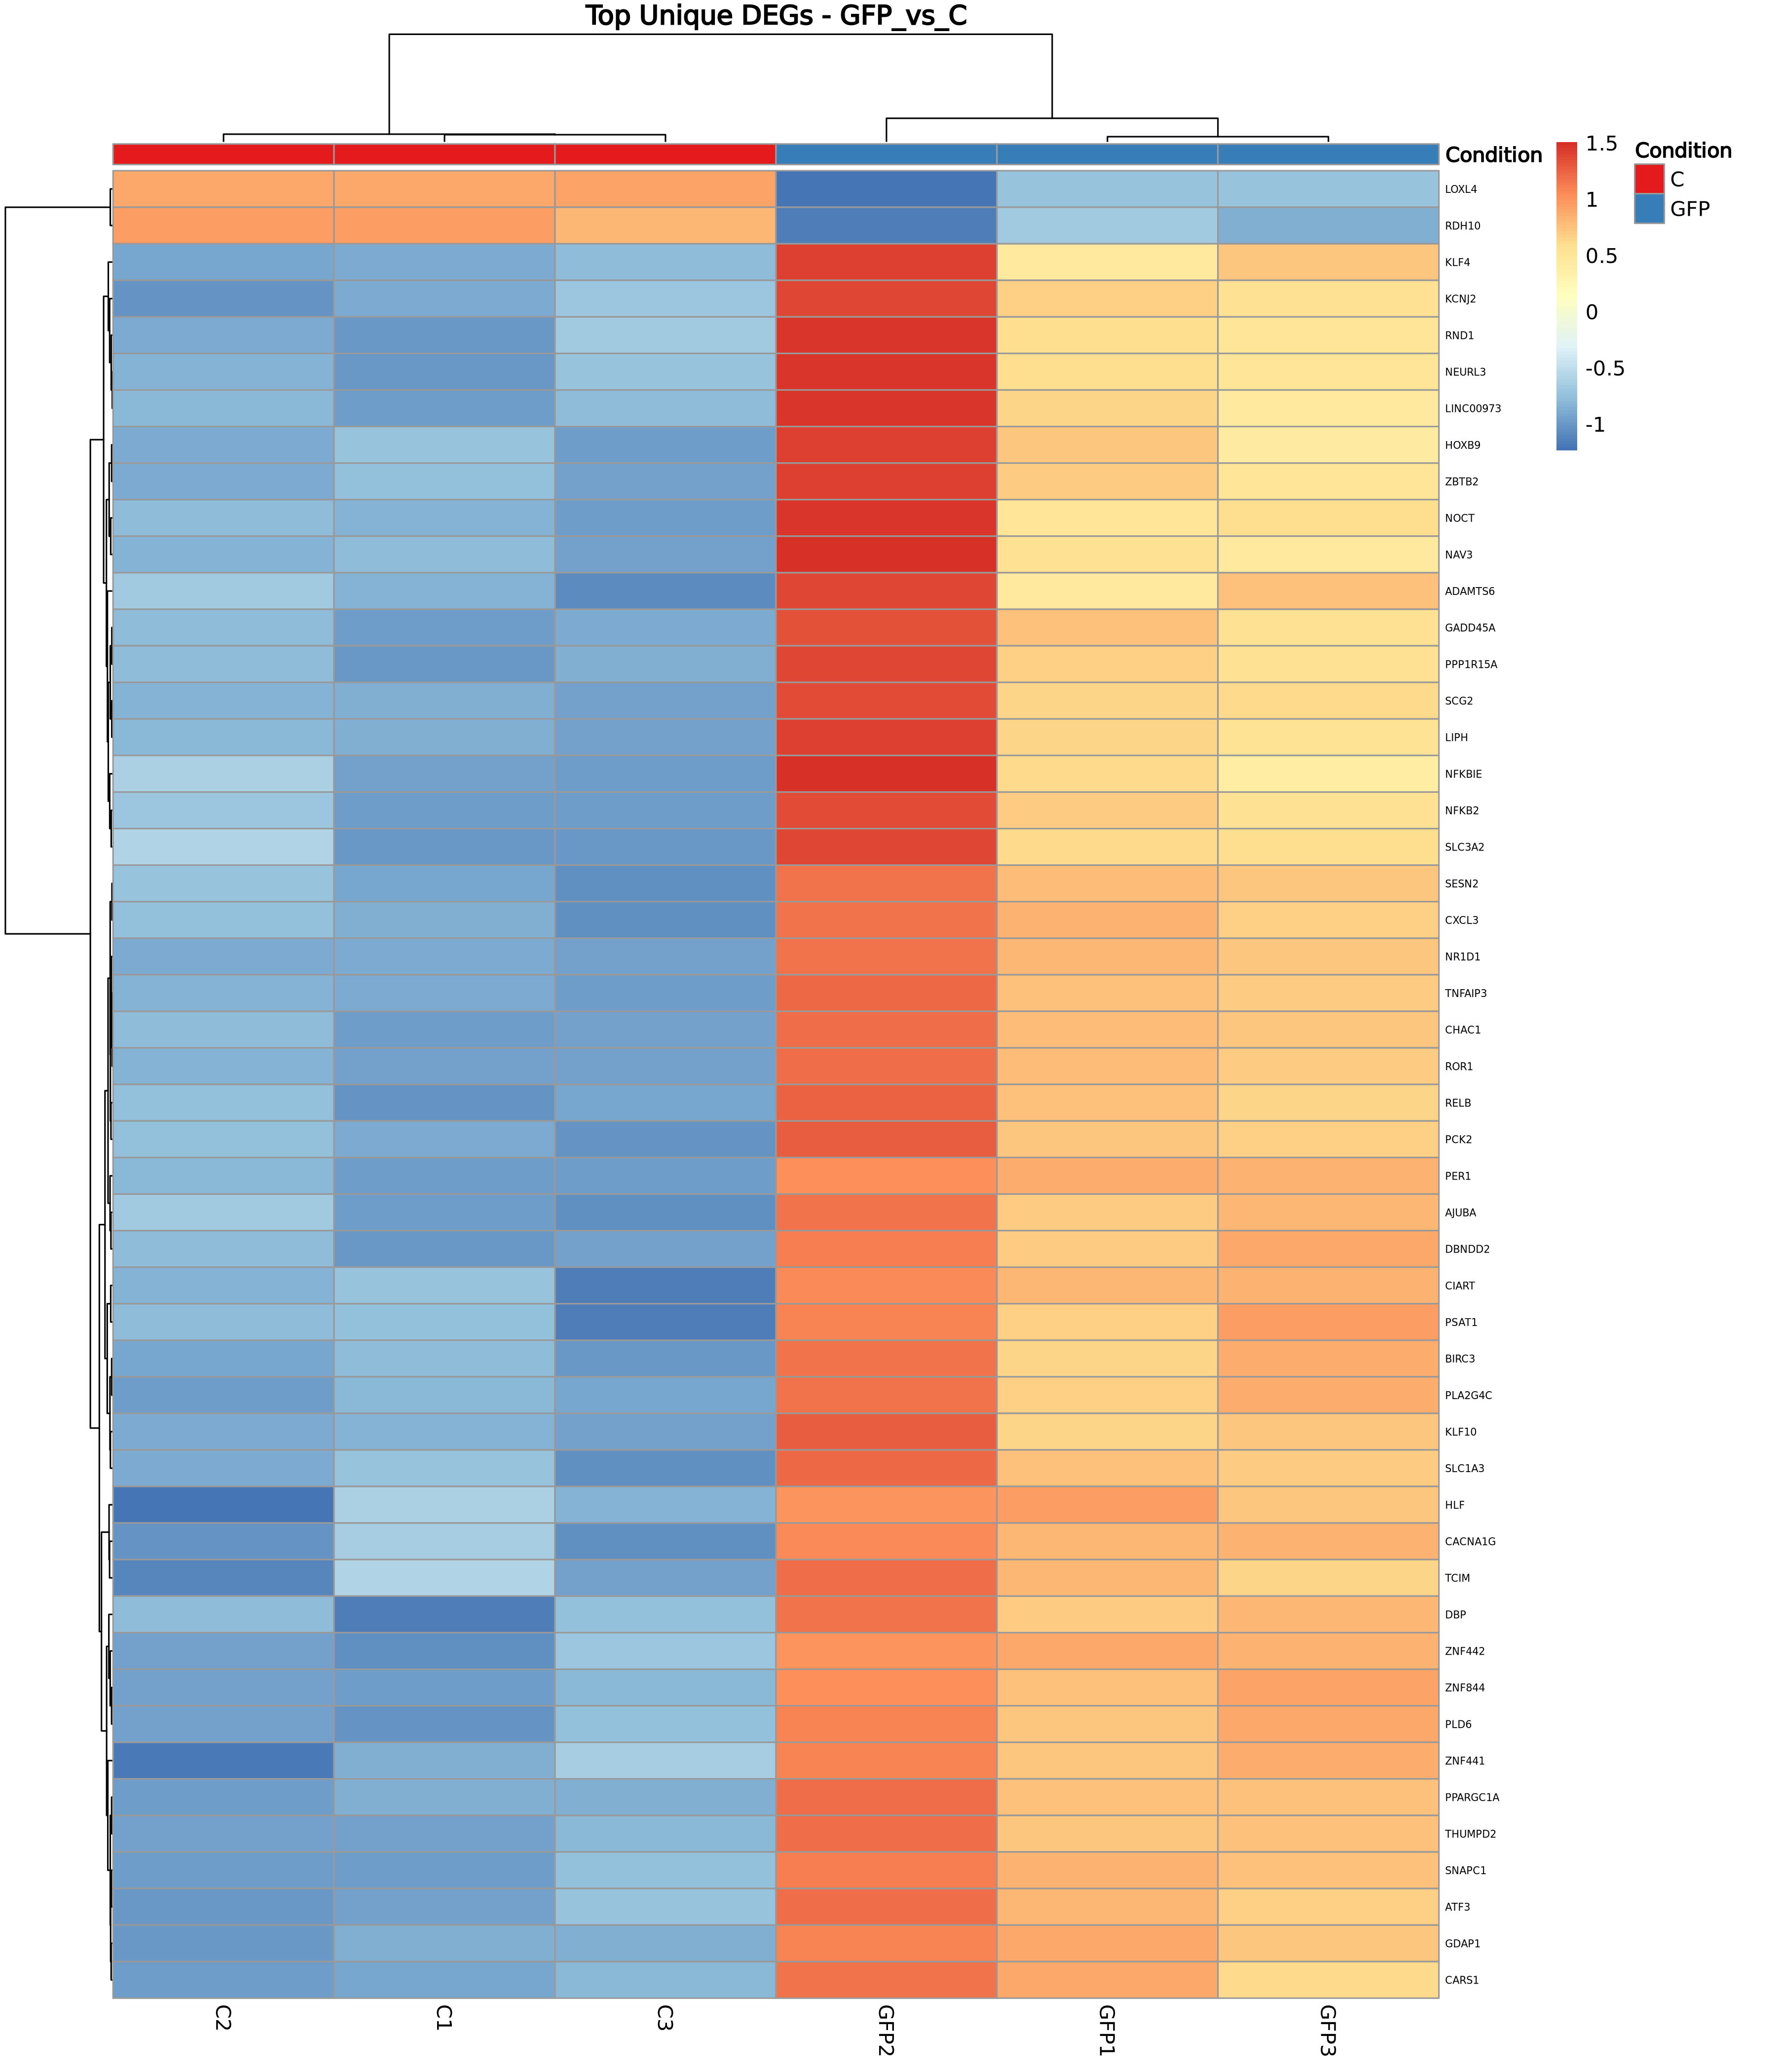 Top Unique DEGs - GFP_vs_C
Condition
1.5
1
0.5
0
-0.5
-1
Condition
C
GFP
LOXL4
RDH10
KLF4
KCNJ2
RND1
NEURL3
LINC00973
HOXB9
ZBTB2
NOCT
NAV3
ADAMTS6
GADD45A
PPP1R15A
SCG2
LIPH
NFKBIE
NFKB2
SLC3A2
SESN2
CXCL3
NR1D1
TNFAIP3
CHAC1
ROR1
RELB
PCK2
PER1
AJUBA
DBNDD2
CIART
PSAT1
BIRC3
PLA2G4C
KLF10
SLC1A3
HLF
CACNA1G
TCIM
DBP
ZNF442
ZNF844
PLD6
ZNF441
PPARGC1A
THUMPD2
SNAPC1
ATF3
GDAP1
CARS1
C2
C1
C3
GFP2
GFP1
GFP3